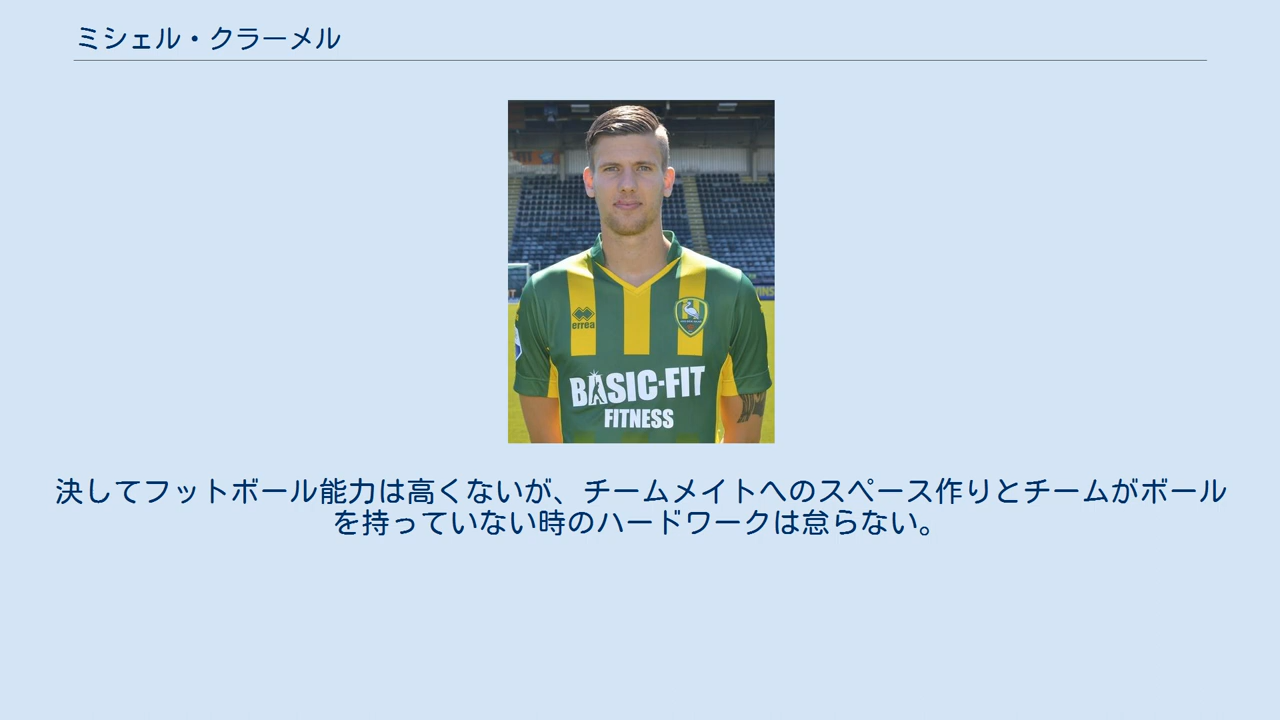 ミシェル・クラーメル
errea
BASIC-FIT
FITNESS
決してフットボール能力は高くないが、チームメイトへのスペース作りとチームがボール
を持っていない時のハードワークは怠らない。